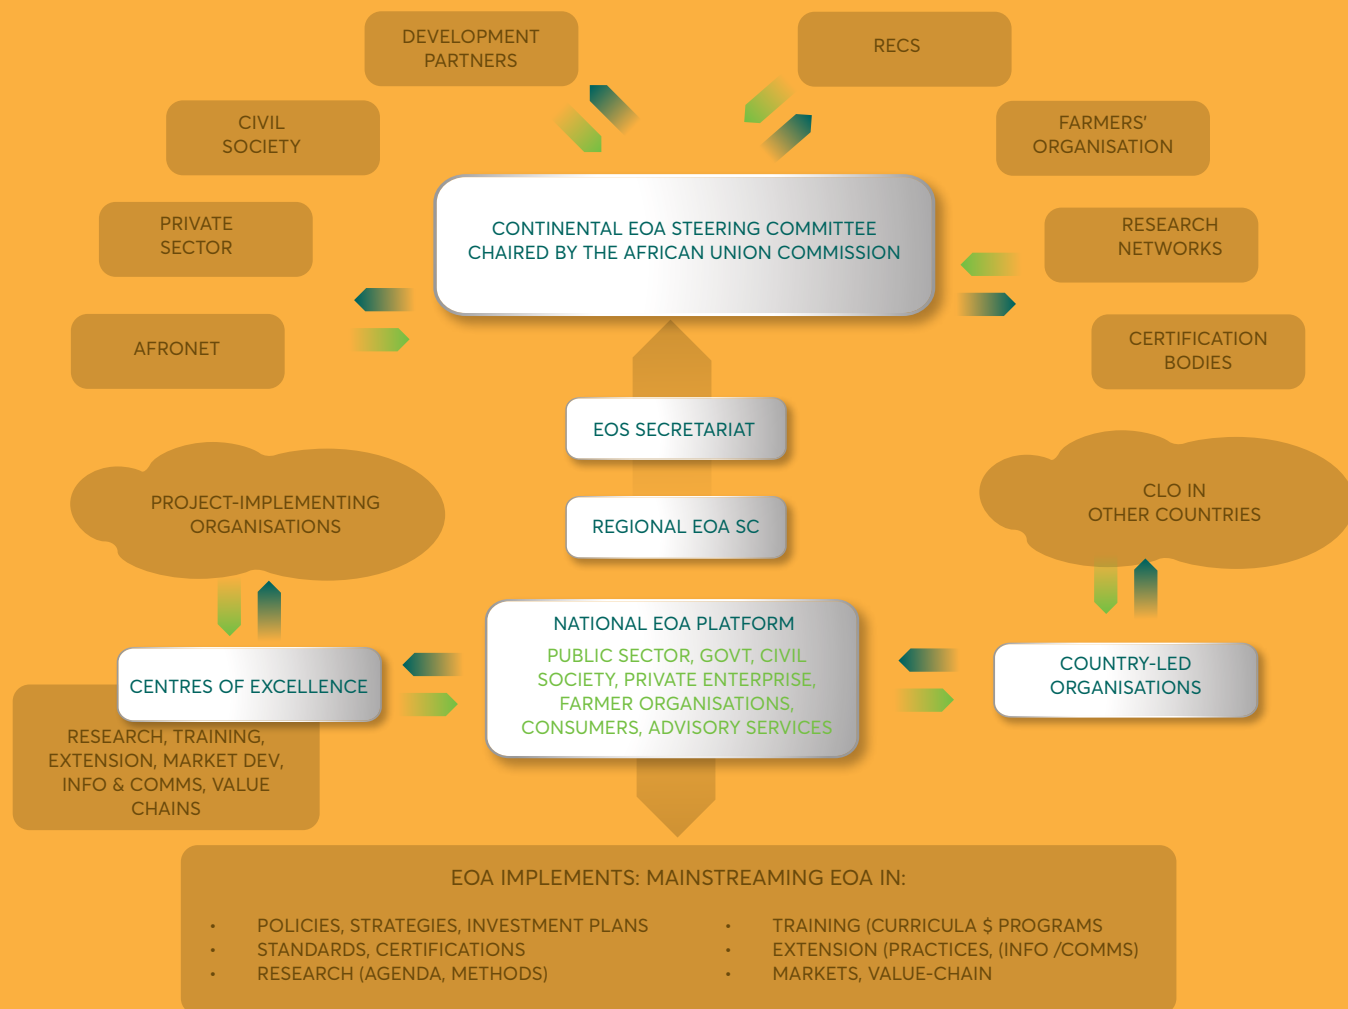 DEVELOPMENT
PARTNERS
RECS
CIVIL
SOCIETY
FARMERS'
ORGANISATION
PRIVATE
SECTOR
CONTINENTAL EOA STEERING COMMITTEE
CHAIRED BY THE AFRICAN UNION COMMISSION
RESEARCH
NETWORKS
AFRONET
CERTIFICATION
BODIES
EOS SECRETARIAT
PROJECT-IMPLEMENTING
ORGANISATIONS
CLO IN
OTHER COUNTRIES
REGIONAL EOA SC
NATIONAL EOA PLATFORM
PUBLIC SECTOR, GOVT, CIVIL
SOCIETY, PRIVATE ENTERPRISE,
FARMER ORGANISATIONS,
CONSUMERS, ADVISORY SERVICES
CENTRES OF EXCELLENCE
COUNTRY-LED
ORGANISATIONS
RESEARCH, TRAINING,
EXTENSION, MARKET DEV,
INFO & COMMS, VALUE
CHAINS
EOA IMPLEMENTS: MAINSTREAMING EOA IN:
• POLICIES, STRATEGIES, INVESTMENT PLANS
• STANDARDS, CERTIFICATIONS
• RESEARCH (AGENDA, METHODS)
• TRAINING (CURRICULA $ PROGRAMS
• EXTENSION (PRACTICES, (INFO /COMMS)
• MARKETS, VALUE-CHAIN